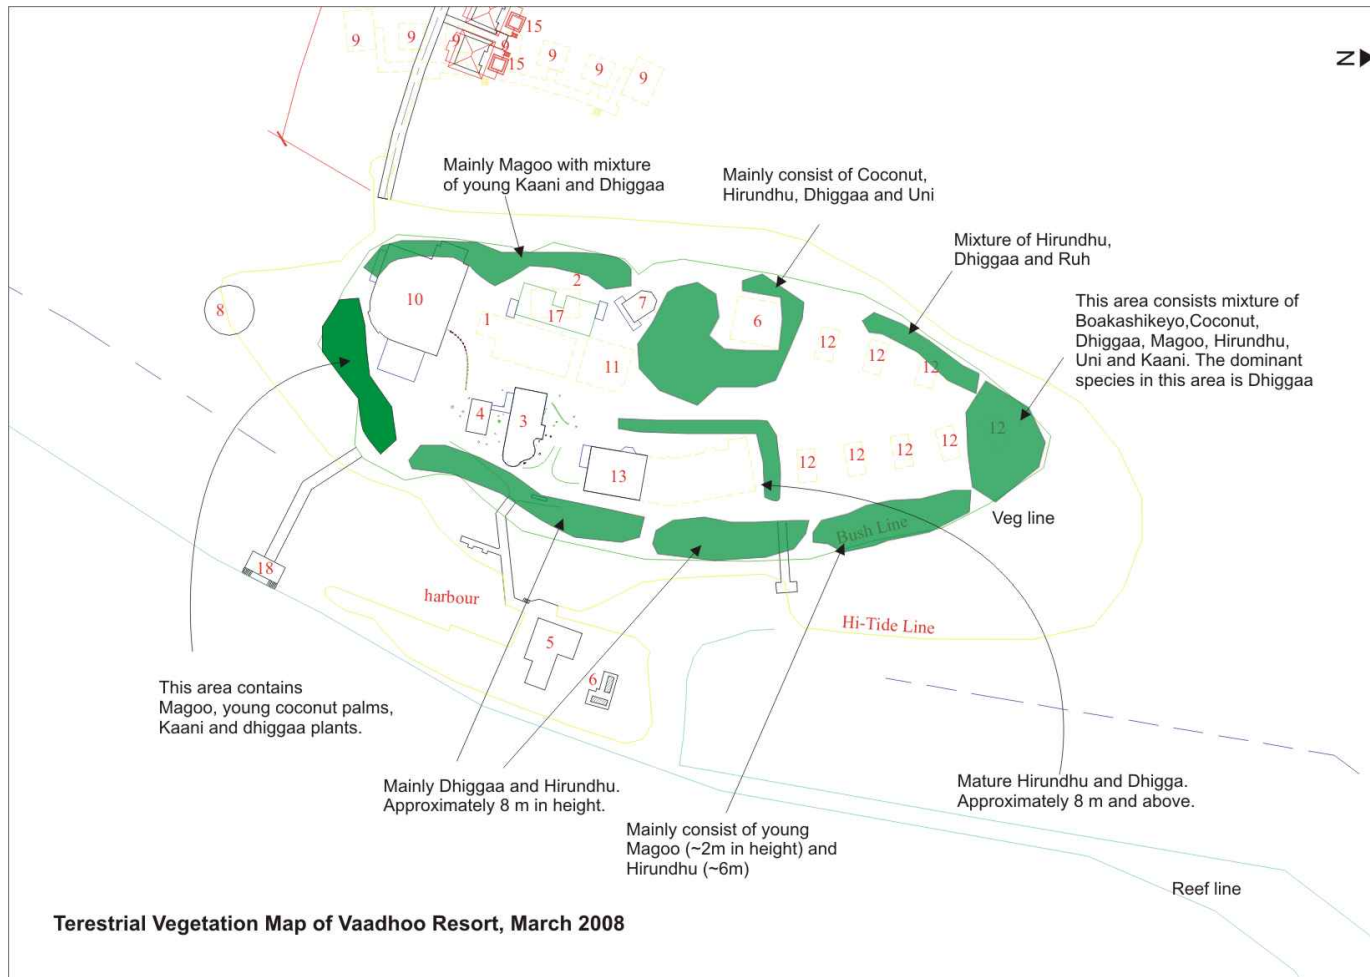 15
9
9
9
9
9
15
9
9
N
Mainly Magoo with mixture
of young Kaani and Dhiggaa
Mainly consist of Coconut,
Hirundhu, Dhiggaa and Uni
Mixture of Hirundhu,
Dhiggaa and Ruh
This area consists mixture of
Boakashikeyo,Coconut,
Dhiggaa, Magoo, Hirundhu,
Uni and Kaani. The dominant
species in this area is Dhiggaa
2
10
7
8
17
1
6
12
12
12
11
4
3
12
12
12
12
12
13
Veg line
Bush Line
18
harbour
Hi-Tide Line
5
6
This area contains
Magoo, young coconut palms,
Kaani and dhiggaa plants.
Mainly Dhiggaa and Hirundhu.
Approximately 8 m in height.
Mature Hirundhu and Dhigga.
Approximately 8 m and above.
Mainly consist of young
Magoo (~2m in height) and
Hirundhu (~6m)
Reef line
Terestrial Vegetation Map of Vaadhoo Resort, March 2008